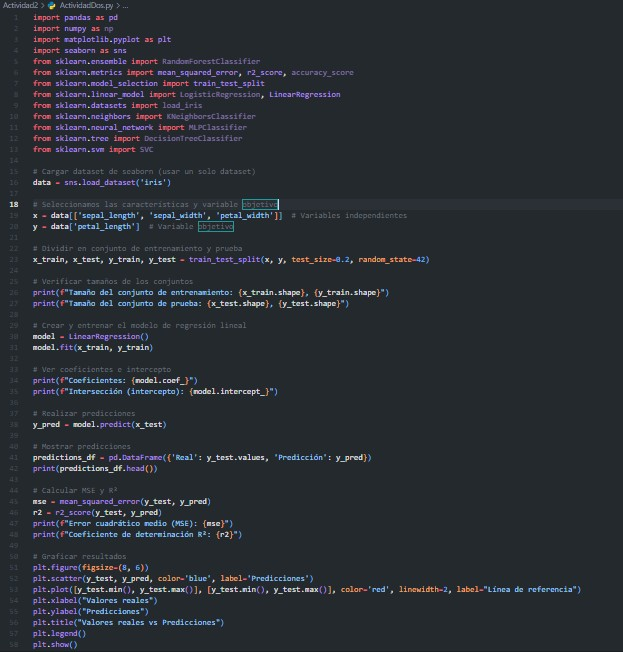 Actividad2 > ActividadDos.py > ...
1 import pandas as pd
2 import numpy as np
3 import matplotlib.pyplot as plt
4 import seaborn as sns
5 from sklearn.ensemble import RandomForestClassifier
6 from sklearn.metrics import mean_squared_error, r2_score, accuracy_score
7 from sklearn.model_selection import train_test_split
8 from sklearn.linear_model import LogisticRegression, LinearRegression
9 from sklearn.datasets import load_iris
10 from sklearn.neighbors import KNeighborsClassifier
11 from sklearn.neural_network import MLPClassifier
12 from sklearn.tree import DecisionTreeClassifier
13 from sklearn.svm import SVC
14
15 # Cargar dataset de seaborn (usar un solo dataset)
16 data = sns.load_dataset('iris')
17
18 # Seleccionamos las características y variable objetivo
19 x = data[['sepal_length', 'sepal_width', 'petal_width']] # Variables independientes
20 y = data['petal_length'] # Variable objetivo
21
22 # Dividir en conjunto de entrenamiento y prueba
23 x_train, x_test, y_train, y_test = train_test_split(x, y, test_size=0.2, random_state=42)
24
25 # Verificar tamaños de los conjuntos
26 print(f"Tamaño del conjunto de entrenamiento: {x_train.shape}, {y_train.shape}")
27 print(f"Tamaño del conjunto de prueba: {x_test.shape}, {y_test.shape}")
28
29 # Crear y entrenar el modelo de regresión lineal
30 model = LinearRegression()
31 model.fit(x_train, y_train)
32
33 # Ver coeficientes e intercepto
34 print(f"Coeficientes: {model.coef_}")
35 print(f"Intersección (intercepto): {model.intercept_}")
36
37 # Realizar predicciones
38 y_pred = model.predict(x_test)
39
40 # Mostrar predicciones
41 predictions_df = pd.DataFrame({'Real': y_test.values, 'Predicción': y_pred})
42 print(predictions_df.head())
43
44 # Calcular MSE y R²
45 mse = mean_squared_error(y_test, y_pred)
46 r2 = r2_score(y_test, y_pred)
47 print(f"Error cuadrático medio (MSE): {mse}")
48 print(f"Coeficiente de determinación R²: {r2}")
49
50 # Graficar resultados
51 plt.figure(figsize=(8, 6))
52 plt.scatter(y_test, y_pred, color='blue', label='Predicciones')
53 plt.plot([y_test.min(), y_test.max()], [y_test.min(), y_test.max()], color='red', linewidth=2, label="Línea de referencia")
54 plt.xlabel("Valores reales")
55 plt.ylabel("Predicciones")
56 plt.title("Valores reales vs Predicciones")
57 plt.legend()
58 plt.show()